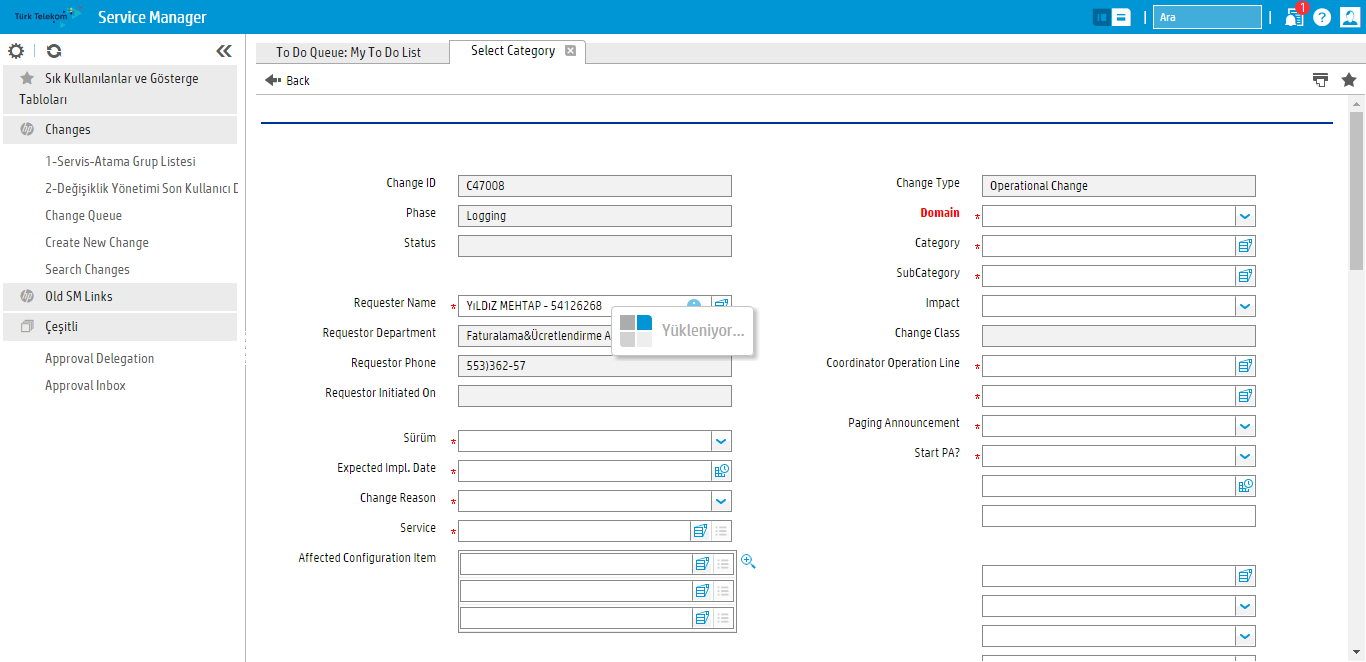 Türk Telekom
Service Manager
Ara
1
?
Sık Kullanılanlar ve Gösterge
Tabloları
Changes
1-Servis-Atama Grup Listesi
2-Değişiklik Yönetimi Son Kullanıcı D
Change Queue
Create New Change
Search Changes
Old SM Links
Çeşitli
Approval Delegation
Approval Inbox
To Do Queue: My To Do List
Select Category
Back
Change ID
C47008
Phase
Logging
Status
Requester Name
YıLDıZ MEHTAP - 54126268
Requestor Department
Faturalama&Ücretlendirme A
Requestor Phone
553)362-57
Requestor Initiated On
Sürüm
Expected Impl. Date
Change Reason
Service
Affected Configuration Item
Yükleniyor...
Change Type
Operational Change
Domain
Category
SubCategory
Impact
Change Class
Coordinator Operation Line
Paging Announcement
Start PA?